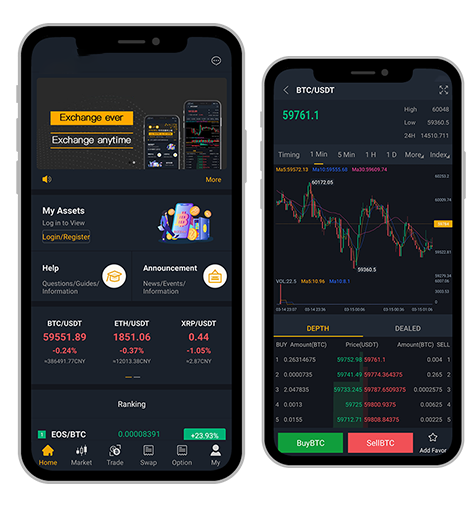 Exchange ever
Exchange anytime
More
My Assets
Log in to View
Login/Register
Help
Questions/Guides/
Information
Announcement
News/Events/
Information
BTC/USDT
59551.89
-0.24%
≈386491.77CNY
ETH/USDT
1851.06
-0.37%
≈12013.38CNY
XRP/USDT
0.44
-1.05%
≈2.87CNY
Ranking
1 EOS/BTC 0.00008391 +23.93%
Home Market Trade Swap Option My
BTC/USDT
59761.1
High 60048
Low 59360.5
24H 14510.711
Timing 1 Min 5 Min 1 H 1 D More Index
Ma5:59572.13 Ma10:59555.68 Ma30:59669.74
60172.05
59360.5
VOL:22.5 Ma5:10.96 Ma10:8.1
DEPTH DEALED
BUY Amount(BTC) Price(USDT) Amount(BTC) SELL
1 0.26314675 59752.98 59761.1 0.004 1
2 0.0000735 59741.49 59774.364375 0.265 2
3 2.047835 59733.245 59787.6509375 0.0002575 3
4 0.0013 59725 59800.9375 0.00625 4
5 0.0155 59712.71 59808.84375 0.00225 5
BuyBTC SellBTC Add Favor